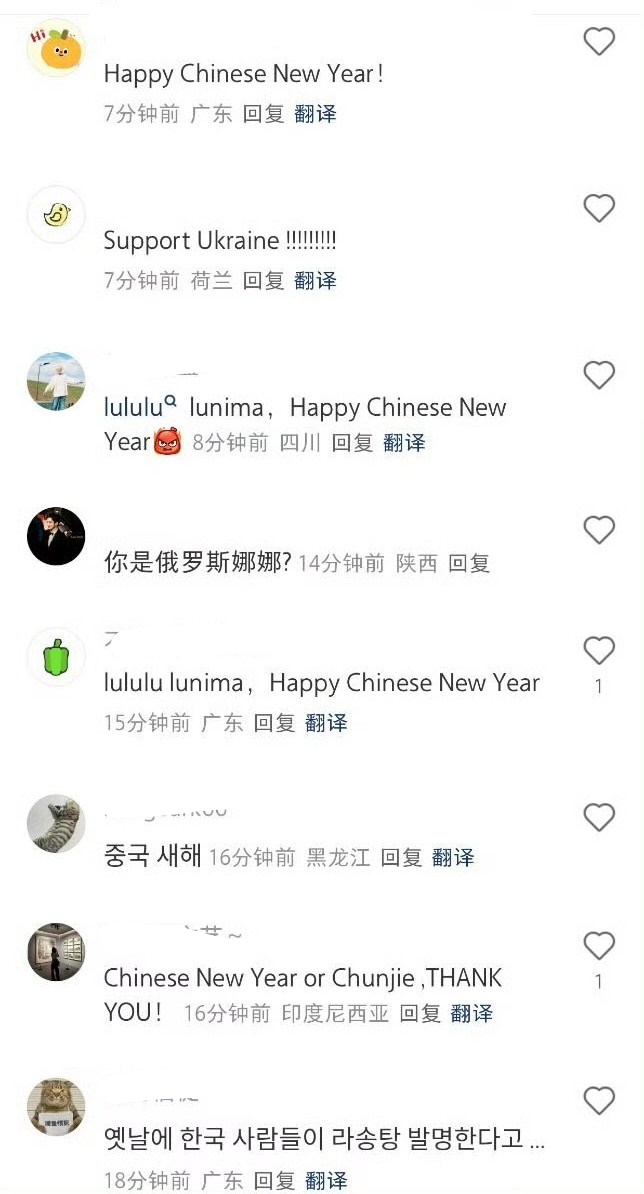 Hi
Happy Chinese New Year！
7分钟前 广东 回复 翻译
Support Ukraine !!!!!!!!!
7分钟前 荷兰 回复 翻译
lululu lunima，Happy Chinese New
Year 8分钟前 四川 回复 翻译
你是俄罗斯娜娜? 14分钟前 陕西 回复
lululu lunima，Happy Chinese New Year
1
15分钟前 广东 回复 翻译
중국 새해 16分钟前 黑龙江 回复 翻译
Chinese New Year or Chunjie ,THANK
1
YOU！ 16分钟前 印度尼西亚 回复 翻译
옛날에 한국 사람들이 라송탕 발명한다고 ...
18分钟前 广东 回复 翻译